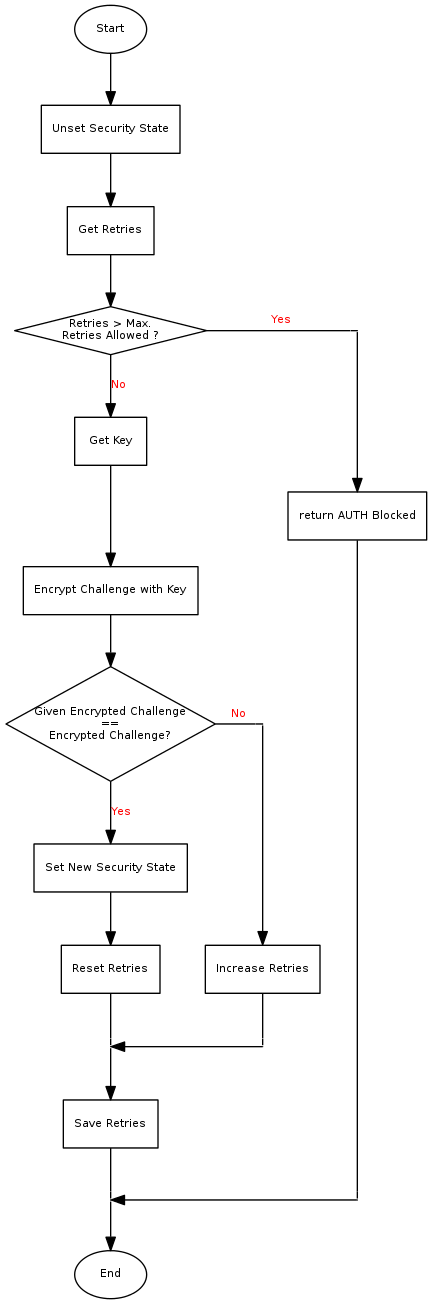 Start
Unset Security State
Get Retries
Retries > Max.
Retries Allowed ?
Yes
No
Get Key
return AUTH Blocked
Encrypt Challenge with Key
Given Encrypted Challenge
==
Encrypted Challenge?
No
Yes
Set New Security State
Reset Retries
Increase Retries
Save Retries
End